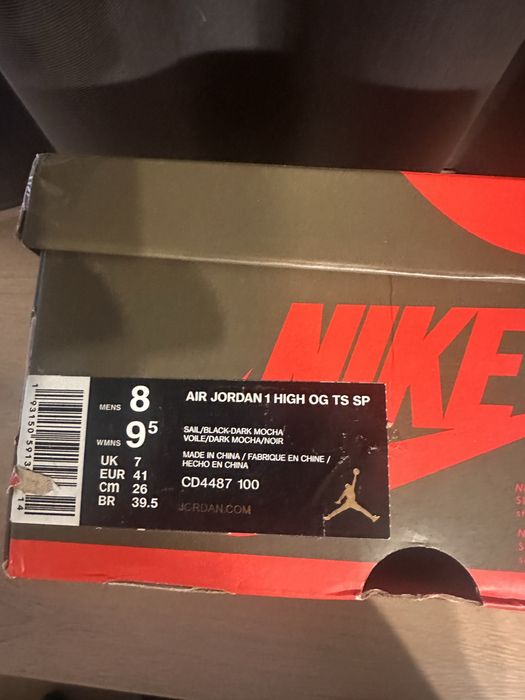 NIKE
MENS 8
WMNS 9⁵
UK 7
EUR 41
cm 26
BR 39.5
AIR JORDAN 1 HIGH OG TS SP
SAIL/BLACK-DARK MOCHA
VOILE/DARK MOCHA/NOIR
MADE IN CHINA / FABRIQUE EN CHINE /
HECHO EN CHINA
CD4487 100
JORDAN.COM